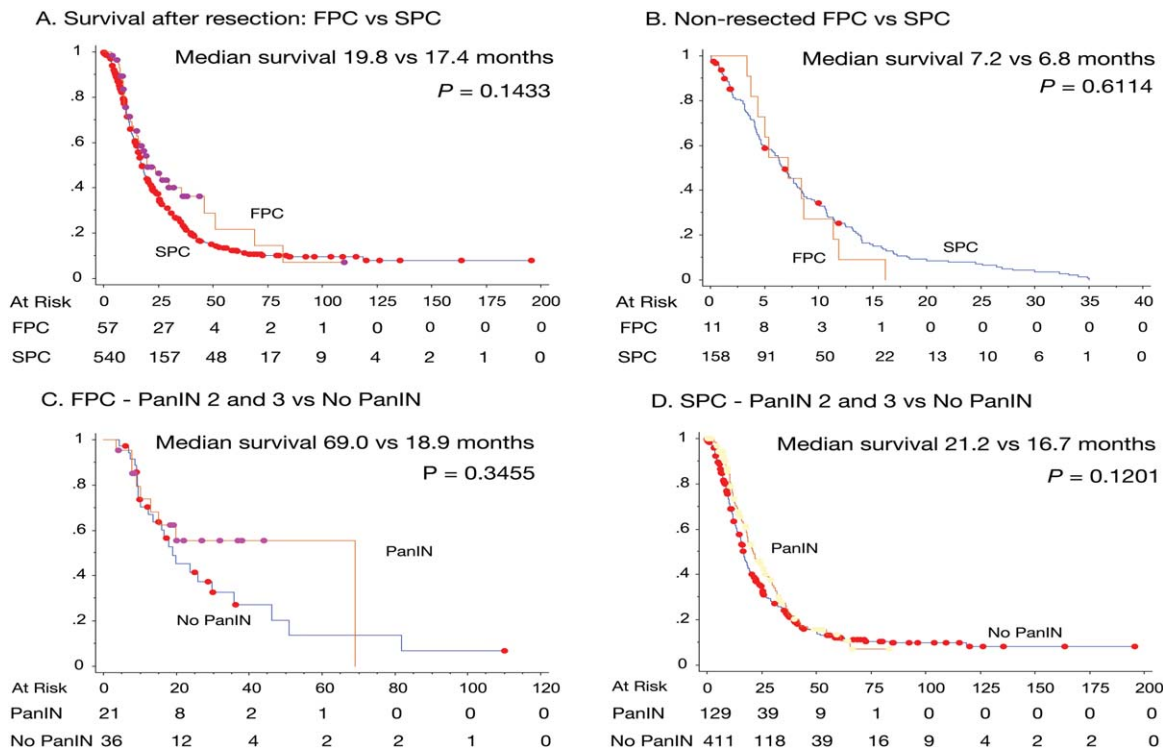 A. Survival after resection: FPC vs SPC
Median survival 19.8 vs 17.4 months
P = 0.1433
1
.8
.6
.4
.2
0
FPC
SPC
At Risk 0 25 50 75 100 125 150 175 200
FPC 57 27 4 2 1 0 0 0 0
SPC 540 157 48 17 9 4 2 1 0
B. Non-resected FPC vs SPC
Median survival 7.2 vs 6.8 months
P = 0.6114
1
.8
.6
.4
.2
0
SPC
FPC
At Risk 0 5 10 15 20 25 30 35 40
FPC 11 8 3 1 0 0 0 0 0
SPC 158 91 50 22 13 10 6 1 0
C. FPC - PanIN 2 and 3 vs No PanIN
Median survival 69.0 vs 18.9 months
P = 0.3455
1
.8
.6
.4
.2
0
PanIN
No PanIN
At Risk 0 20 40 60 80 100 120
PanIN 21 8 2 1 0 0 0
No PanIN 36 12 4 2 2 1 0
D. SPC - PanIN 2 and 3 vs No PanIN
Median survival 21.2 vs 16.7 months
P = 0.1201
1
.8
.6
.4
.2
0
PanIN
No PanIN
At Risk 0 25 50 75 100 125 150 175 200
PanIN 129 39 9 1 0 0 0 0 0
No PanIN 411 118 39 16 9 4 2 2 0